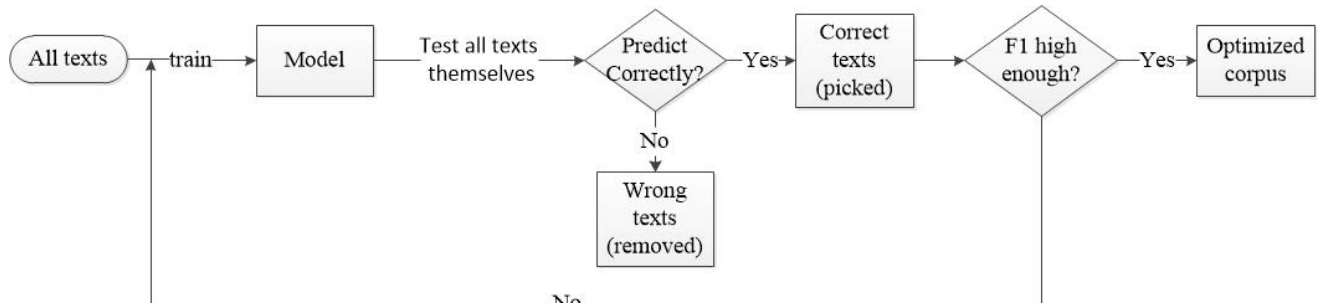 All texts
train
Model
Test all texts
themselves
Predict
Correctly?
Yes
Correct
texts
(picked)
F1 high
enough?
Yes
Optimized
corpus
No
Wrong
texts
(removed)
No